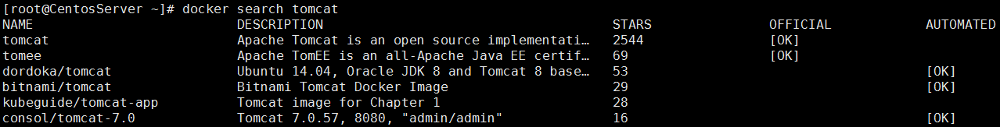 [root@CentosServer ~]# docker search tomcat
NAME DESCRIPTION STARS OFFICIAL AUTOMATED
tomcat Apache Tomcat is an open source implementati… 2544 [OK]
tomee Apache TomEE is an all-Apache Java EE certif… 69 [OK]
dordoka/tomcat Ubuntu 14.04, Oracle JDK 8 and Tomcat 8 base… 53 [OK]
bitnami/tomcat Bitnami Tomcat Docker Image 29 [OK]
kubeguide/tomcat-app Tomcat image for Chapter 1 28
consol/tomcat-7.0 Tomcat 7.0.57, 8080, "admin/admin" 16 [OK]